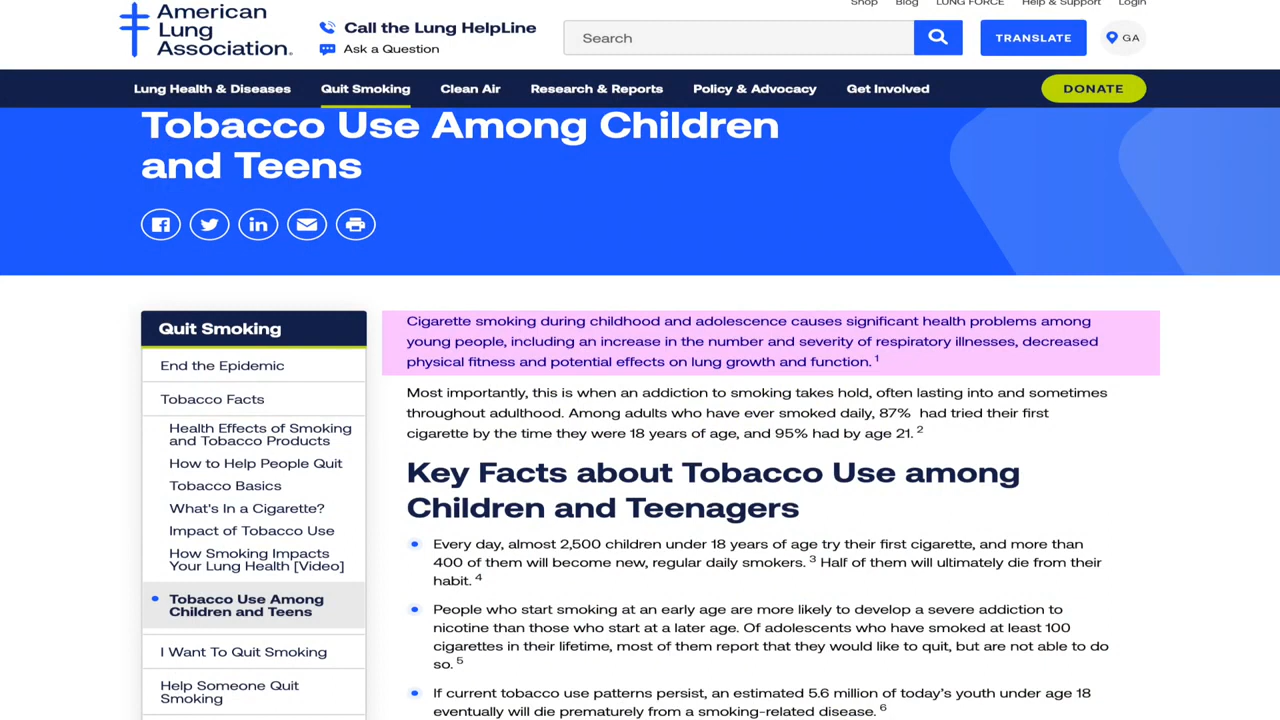 Shop Blog LUNG FORCE Help & Support Login
American
Lung
Association.
Call the Lung HelpLine
Ask a Question
Search
TRANSLATE
GA
Lung Health & Diseases Quit Smoking Clean Air Research & Reports Policy & Advocacy Get Involved DONATE
Tobacco Use Among Children
and Teens
Quit Smoking
End the Epidemic
Tobacco Facts
Health Effects of Smoking
and Tobacco Products
How to Help People Quit
Tobacco Basics
What's In a Cigarette?
Impact of Tobacco Use
How Smoking Impacts
Your Lung Health [Video]
Tobacco Use Among
Children and Teens
I Want To Quit Smoking
Help Someone Quit
Smoking
Cigarette smoking during childhood and adolescence causes significant health problems among
young people, including an increase in the number and severity of respiratory illnesses, decreased
physical fitness and potential effects on lung growth and function. 1
Most importantly, this is when an addiction to smoking takes hold, often lasting into and sometimes
throughout adulthood. Among adults who have ever smoked daily, 87% had tried their first
cigarette by the time they were 18 years of age, and 95% had by age 21. 2
Key Facts about Tobacco Use among
Children and Teenagers
Every day, almost 2,500 children under 18 years of age try their first cigarette, and more than
400 of them will become new, regular daily smokers. 3 Half of them will ultimately die from their
habit. 4
People who start smoking at an early age are more likely to develop a severe addiction to
nicotine than those who start at a later age. Of adolescents who have smoked at least 100
cigarettes in their lifetime, most of them report that they would like to quit, but are not able to do
so. 5
If current tobacco use patterns persist, an estimated 5.6 million of today's youth under age 18
eventually will die prematurely from a smoking-related disease. 6